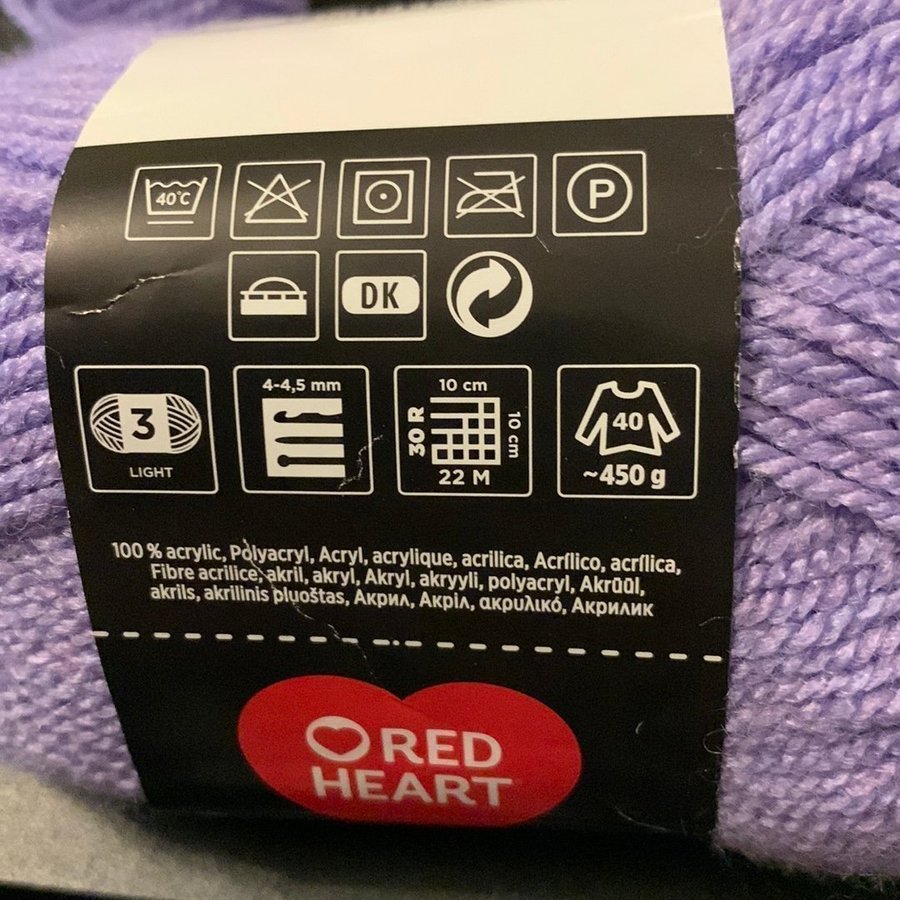 40°C
P
DK
3
LIGHT
4-4,5 mm
10 cm
30 R
10 cm
22 M
40
~450 g
100 % acrylic, Polyacryl, Acryl, acrylique, acrilica, Acrílico, acrílica,
Fibre acrilice, akril, akryl, Akryl, akryyli, polyacryl, Akrüül,
akrils, akrilinis pluoštas, Акрил, Акріл, ακρυλικό, Акрилик
RED
HEART